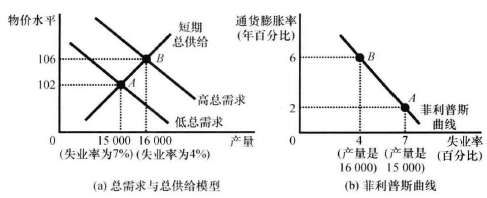 物价水平
短期
总供给
106
B
102
A
高总需求
低总需求
0
15 000
16 000
产量
(失业率为7%)
(失业率为4%)
(a) 总需求与总供给模型
通货膨胀率
(年百分比)
6
B
2
A
菲利普斯
曲线
0
4
7
失业率
(产量是
(产量是
(百分比)
16 000)
15 000)
(b) 菲利普斯曲线